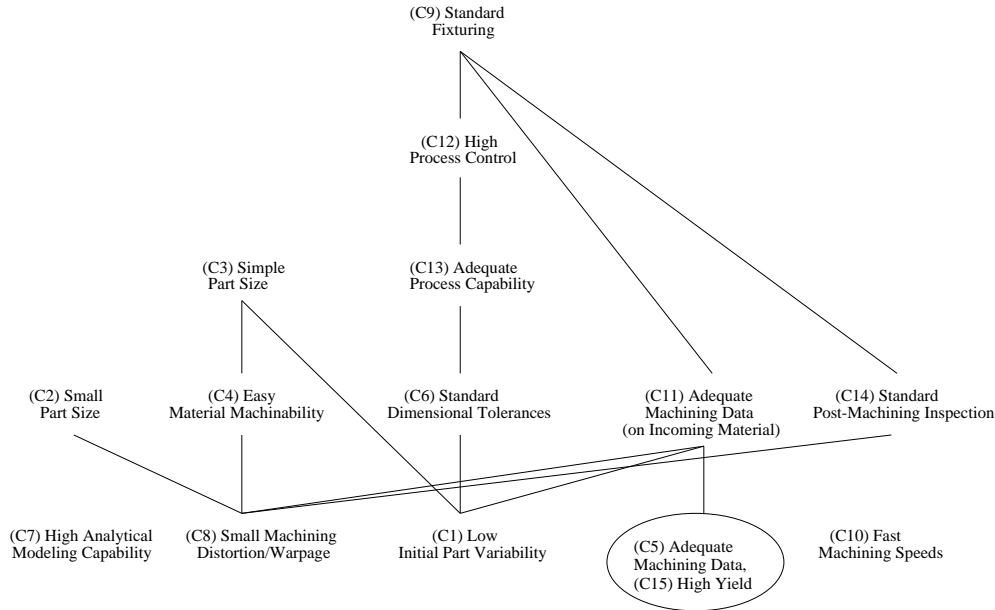 (C9) Standard
Fixturing
(C12) High
Process Control
(C3) Simple
Part Size
(C13) Adequate
Process Capability
(C2) Small
Part Size
(C4) Easy
Material Machinability
(C6) Standard
Dimensional Tolerances
(C11) Adequate
Machining Data
(on Incoming Material)
(C14) Standard
Post-Machining Inspection
(C7) High Analytical
Modeling Capability
(C8) Small Machining
Distortion/Warpage
(C1) Low
Initial Part Variability
(C5) Adequate
Machining Data,
(C15) High Yield
(C10) Fast
Machining Speeds